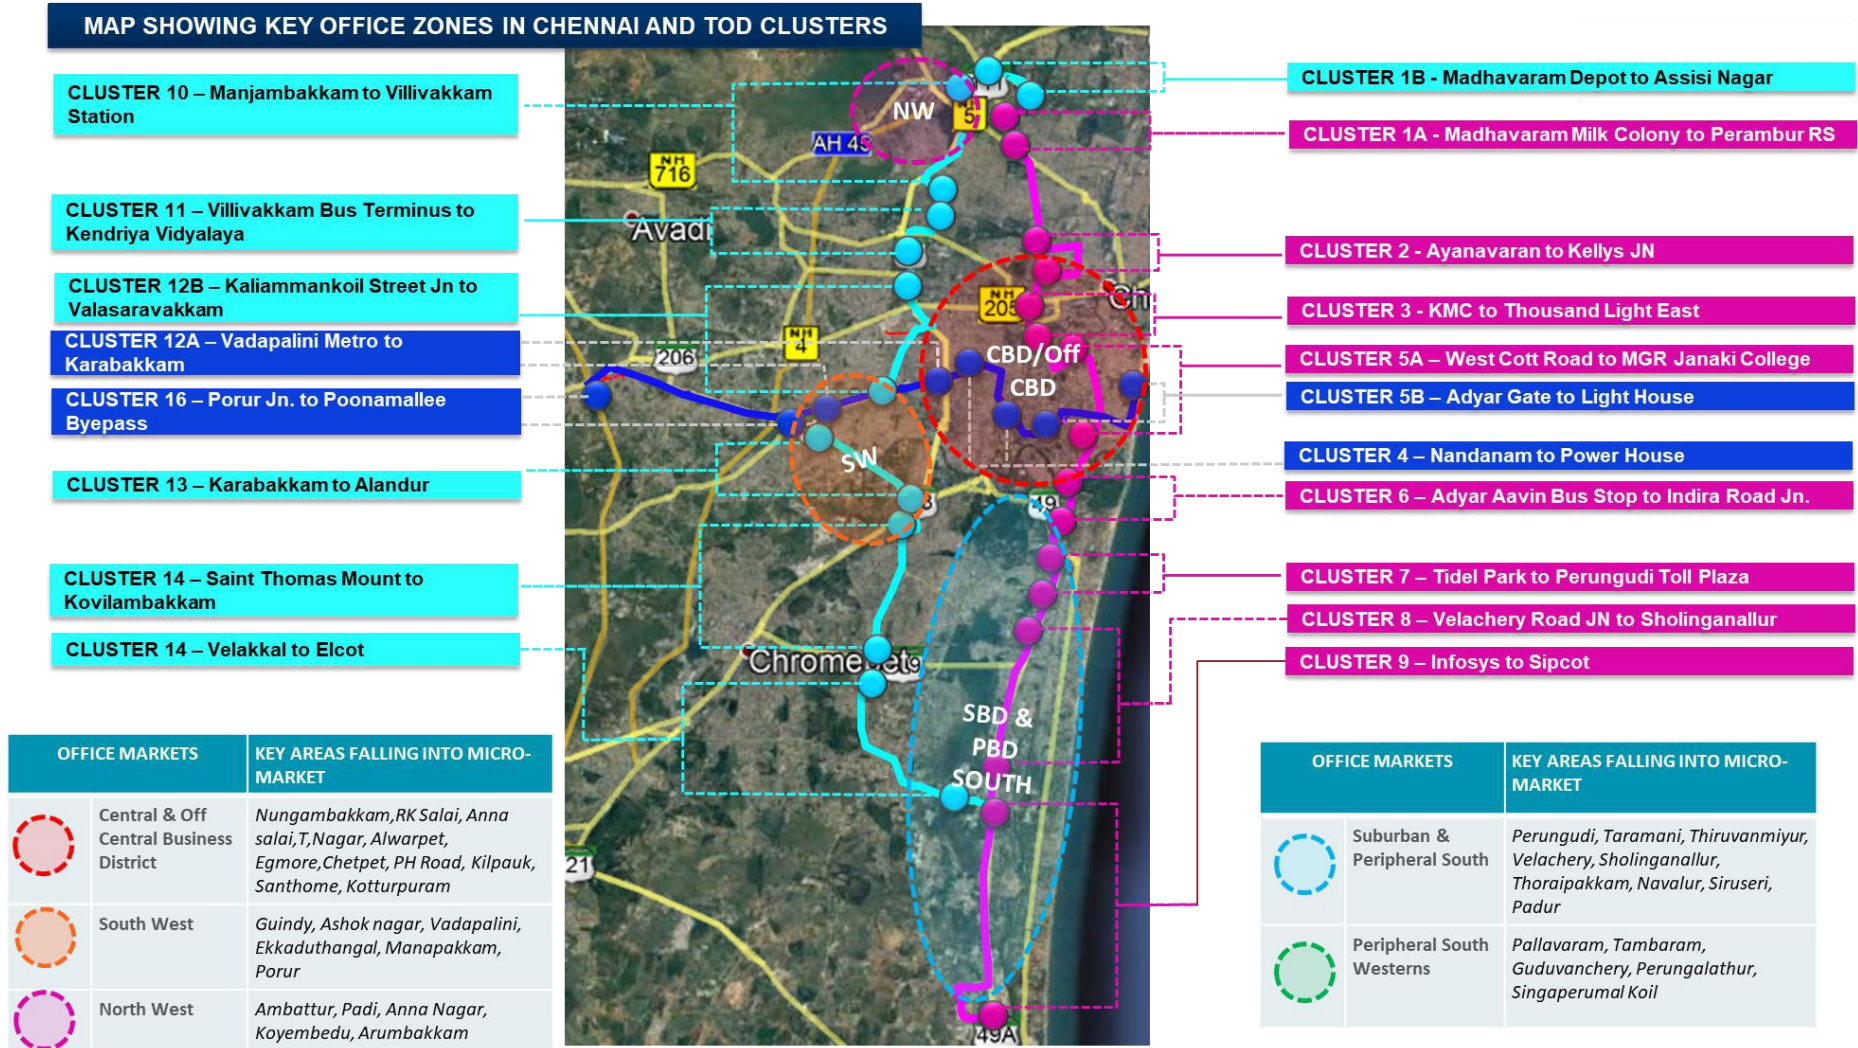 MAP SHOWING KEY OFFICE ZONES IN CHENNAI AND TOD CLUSTERS
CLUSTER 10 – Manjambakkam to Villivakkam
Station
CLUSTER 11 – Villivakkam Bus Terminus to
Kendriya Vidyalaya
CLUSTER 12B – Kaliammankoil Street Jn to
Valasaravakkam
CLUSTER 12A – Vadapalini Metro to
Karabakkam
CLUSTER 16 – Porur Jn. to Poonamallee
Byepass
CLUSTER 13 – Karabakkam to Alandur
CLUSTER 14 – Saint Thomas Mount to
Kovilambakkam
CLUSTER 14 – Velakkal to Elcot
NW
5
AH 45
NH
716
Avadi
NH
205
Ch
NH
4
206
CBD/Off
CBD
SW
49
Chromepet
SBD &
PBD
SOUTH
21
49A
CLUSTER 1B - Madhavaram Depot to Assisi Nagar
CLUSTER 1A - Madhavaram Milk Colony to Perambur RS
CLUSTER 2 - Ayanavaran to Kellys JN
CLUSTER 3 - KMC to Thousand Light East
CLUSTER 5A – West Cott Road to MGR Janaki College
CLUSTER 5B – Adyar Gate to Light House
CLUSTER 4 – Nandanam to Power House
CLUSTER 6 – Adyar Aavin Bus Stop to Indira Road Jn.
CLUSTER 7 – Tidel Park to Perungudi Toll Plaza
CLUSTER 8 – Velachery Road JN to Sholinganallur
CLUSTER 9 – Infosys to Sipcot
OFFICE MARKETS
KEY AREAS FALLING INTO MICRO-
MARKET
Central & Off
Central Business
District
Nungambakkam,RK Salai, Anna
salai,T,Nagar, Alwarpet,
Egmore,Chetpet, PH Road, Kilpauk,
Santhome, Kotturpuram
South West
Guindy, Ashok nagar, Vadapalini,
Ekkaduthangal, Manapakkam,
Porur
North West
Ambattur, Padi, Anna Nagar,
Koyembedu, Arumbakkam
OFFICE MARKETS
KEY AREAS FALLING INTO MICRO-
MARKET
Suburban &
Peripheral South
Perungudi, Taramani, Thiruvanmiyur,
Velachery, Sholinganallur,
Thoraipakkam, Navalur, Siruseri,
Padur
Peripheral South
Westerns
Pallavaram, Tambaram,
Guduvanchery, Perungalathur,
Singaperumal Koil